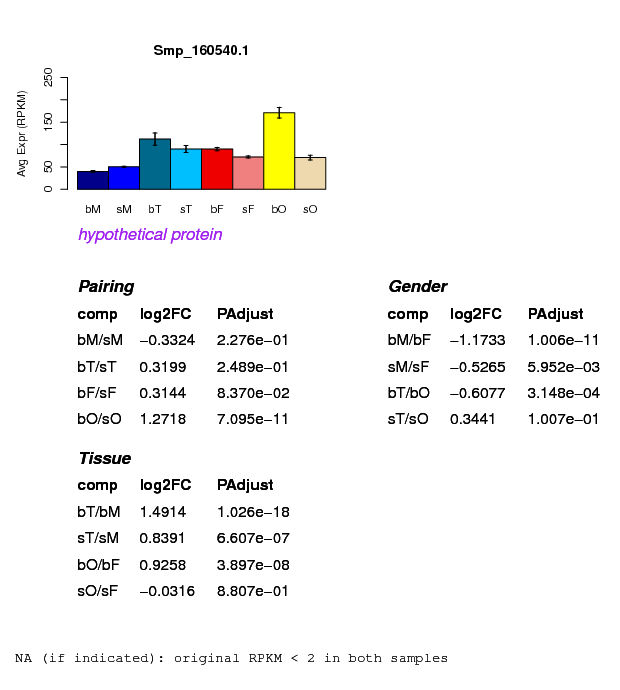 Smp_160540.1
Avg Expr (RPKM)
250
150
50
0
bM sM bT sT bF sF bO sO
hypothetical protein
Pairing
comp log2FC PAdjust
bM/sM −0.3324 2.276e−01
bT/sT 0.3199 2.489e−01
bF/sF 0.3144 8.370e−02
bO/sO 1.2718 7.095e−11
Gender
comp log2FC PAdjust
bM/bF −1.1733 1.006e−11
sM/sF −0.5265 5.952e−03
bT/bO −0.6077 3.148e−04
sT/sO 0.3441 1.007e−01
Tissue
comp log2FC PAdjust
bT/bM 1.4914 1.026e−18
sT/sM 0.8391 6.607e−07
bO/bF 0.9258 3.897e−08
sO/sF −0.0316 8.807e−01
NA (if indicated): original RPKM < 2 in both samples